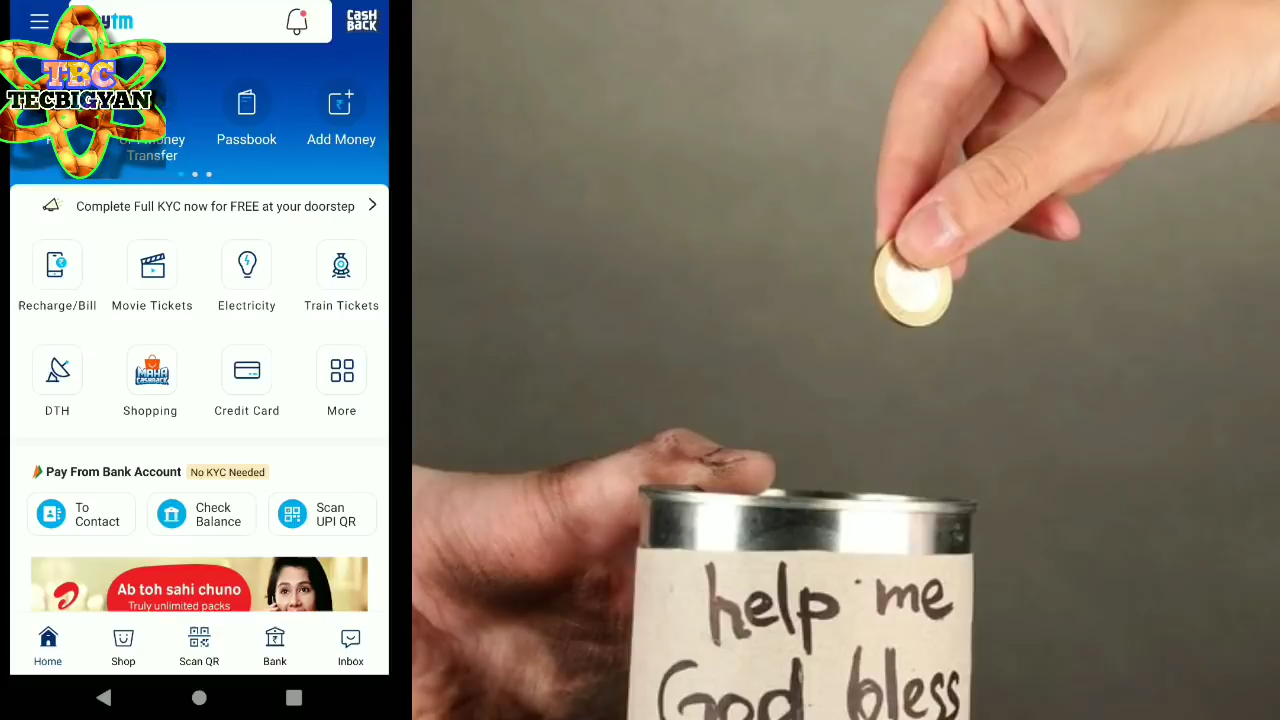 CASH
BACK
TBC
TECBIGYAN
Passbook
Add Money
Transfer
Complete Full KYC now for FREE at your doorstep
Recharge/Bill
Movie Tickets
Electricity
Train Tickets
MAHA
CASHBACK
DTH
Shopping
Credit Card
More
Pay From Bank Account No KYC Needed
To
Contact
Check
Balance
Scan
UPI QR
Ab toh sahi chuno
Truly unlimited packs
Home
Shop
Scan QR
Bank
Inbox
help me
God bless